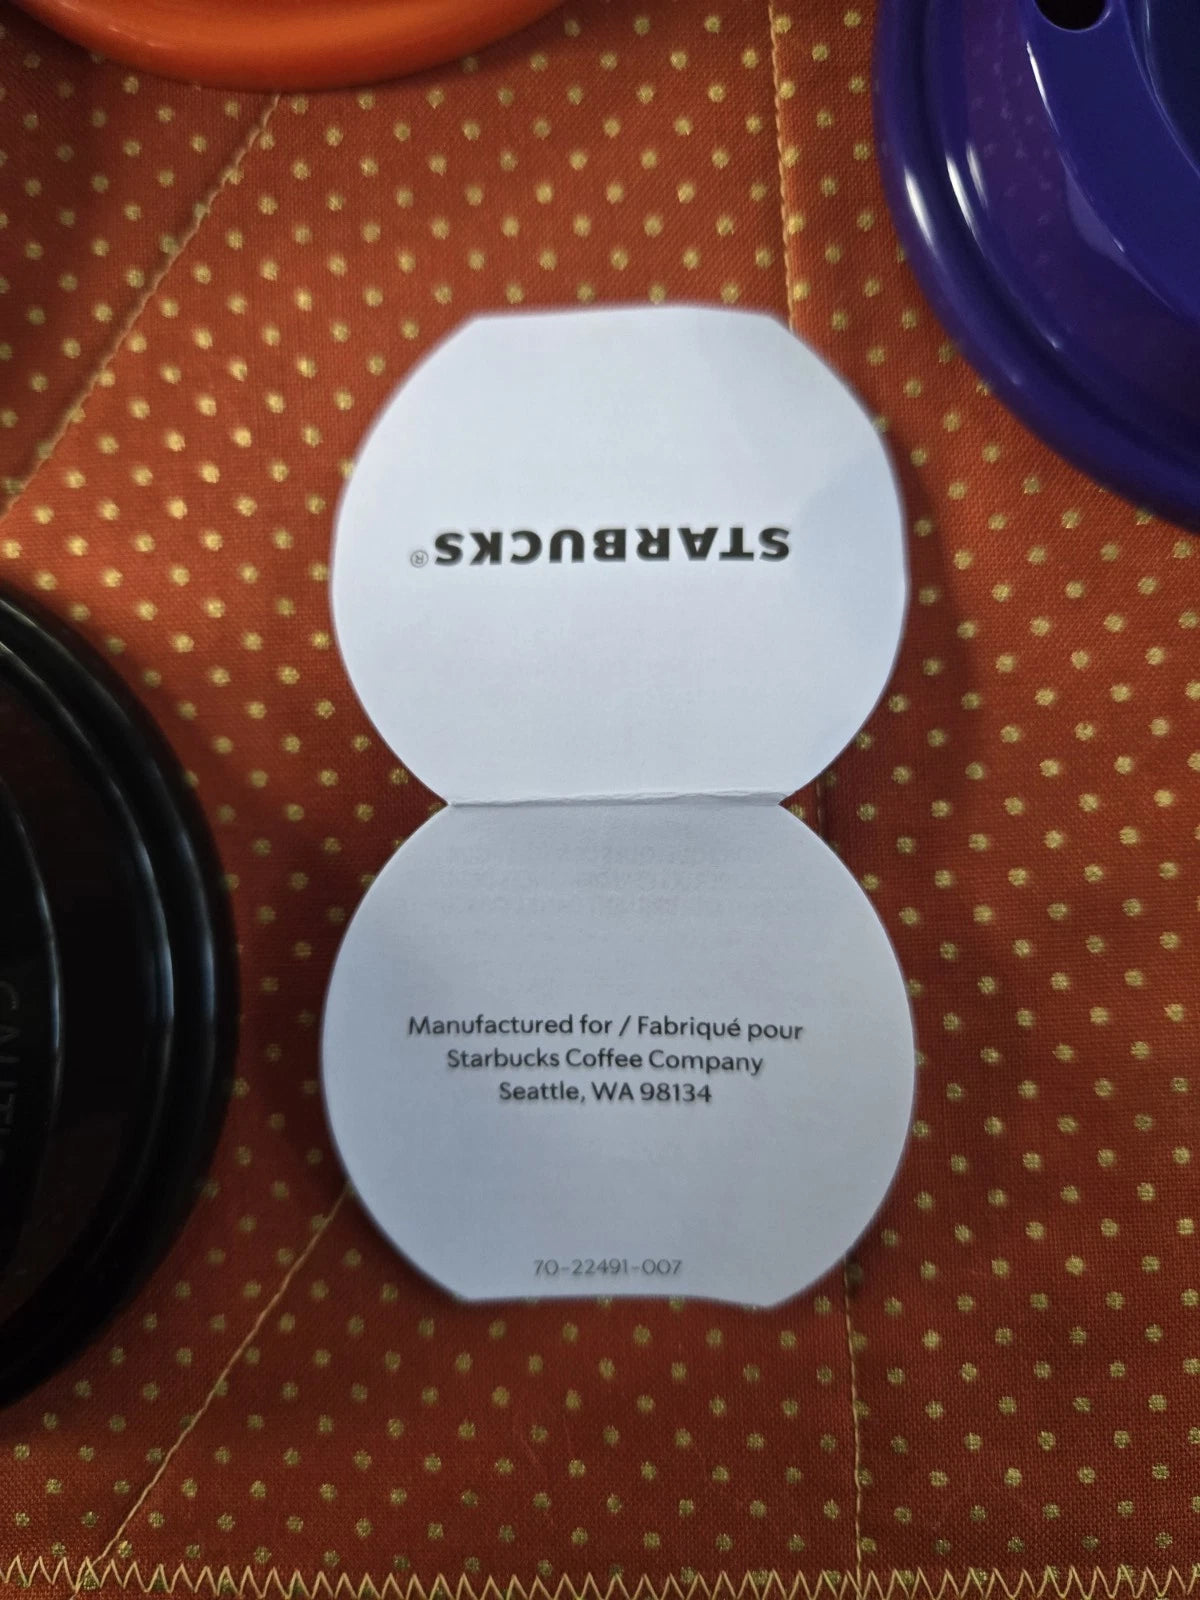 STARBUCKS®
Manufactured for / Fabriqué pour
Starbucks Coffee Company
Seattle, WA 98134
70-22491-007